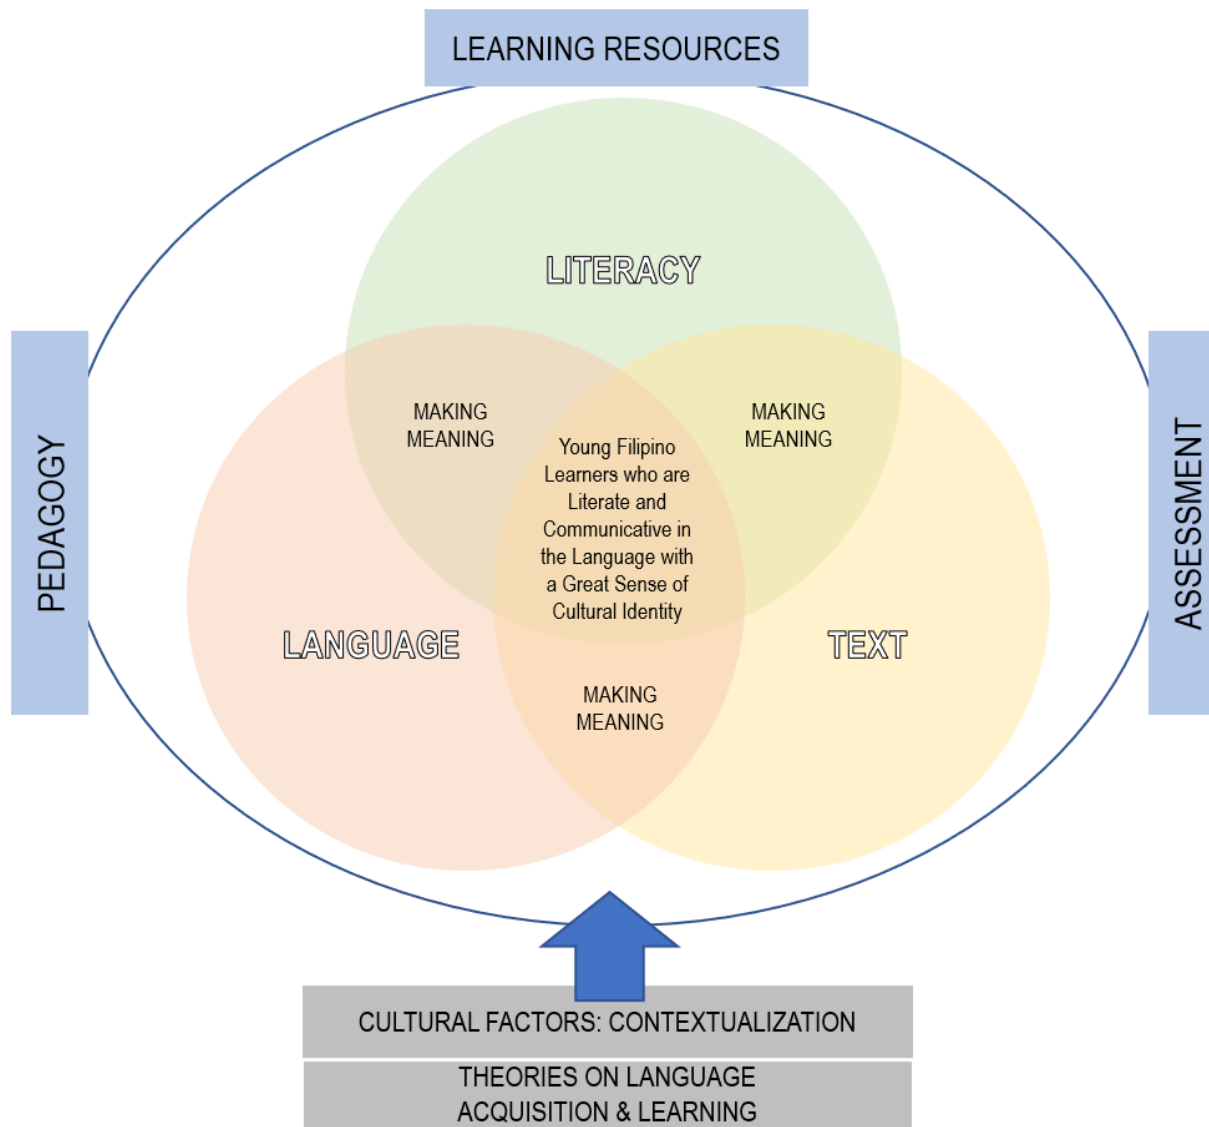 LEARNING RESOURCES
LITERACY
PEDAGOGY
ASSESSMENT
MAKING
MEANING
MAKING
MEANING
Young Filipino
Learners who are
Literate and
Communicative in
the Language with
a Great Sense of
Cultural Identity
LANGUAGE
TEXT
MAKING
MEANING
CULTURAL FACTORS: CONTEXTUALIZATION
THEORIES ON LANGUAGE
ACQUISITION & LEARNING